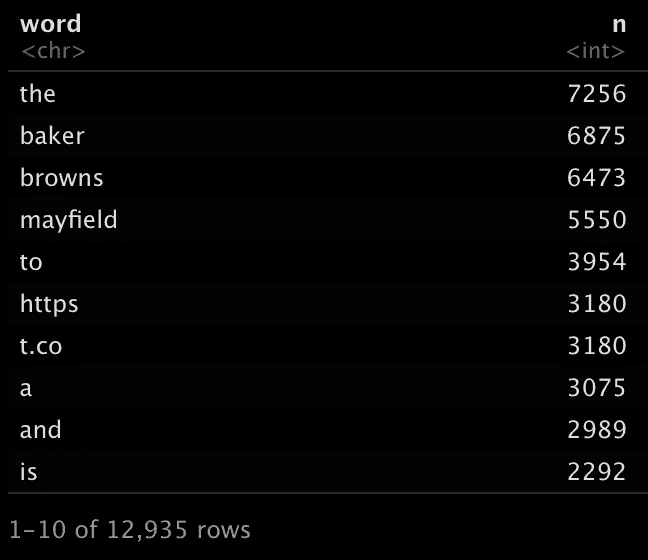 word n
<chr> <int>
the 7256
baker 6875
browns 6473
mayfield 5550
to 3954
https 3180
t.co 3180
a 3075
and 2989
is 2292
1-10 of 12,935 rows